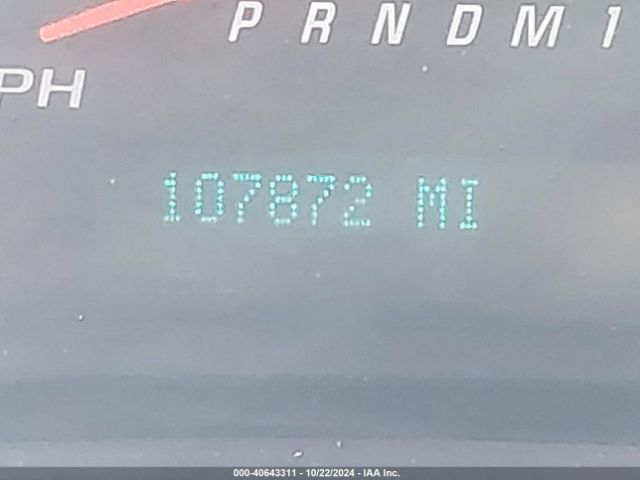 P R N D M 1
PH
107872 MI
000-40643311 - 10/22/2024 - IAA Inc.